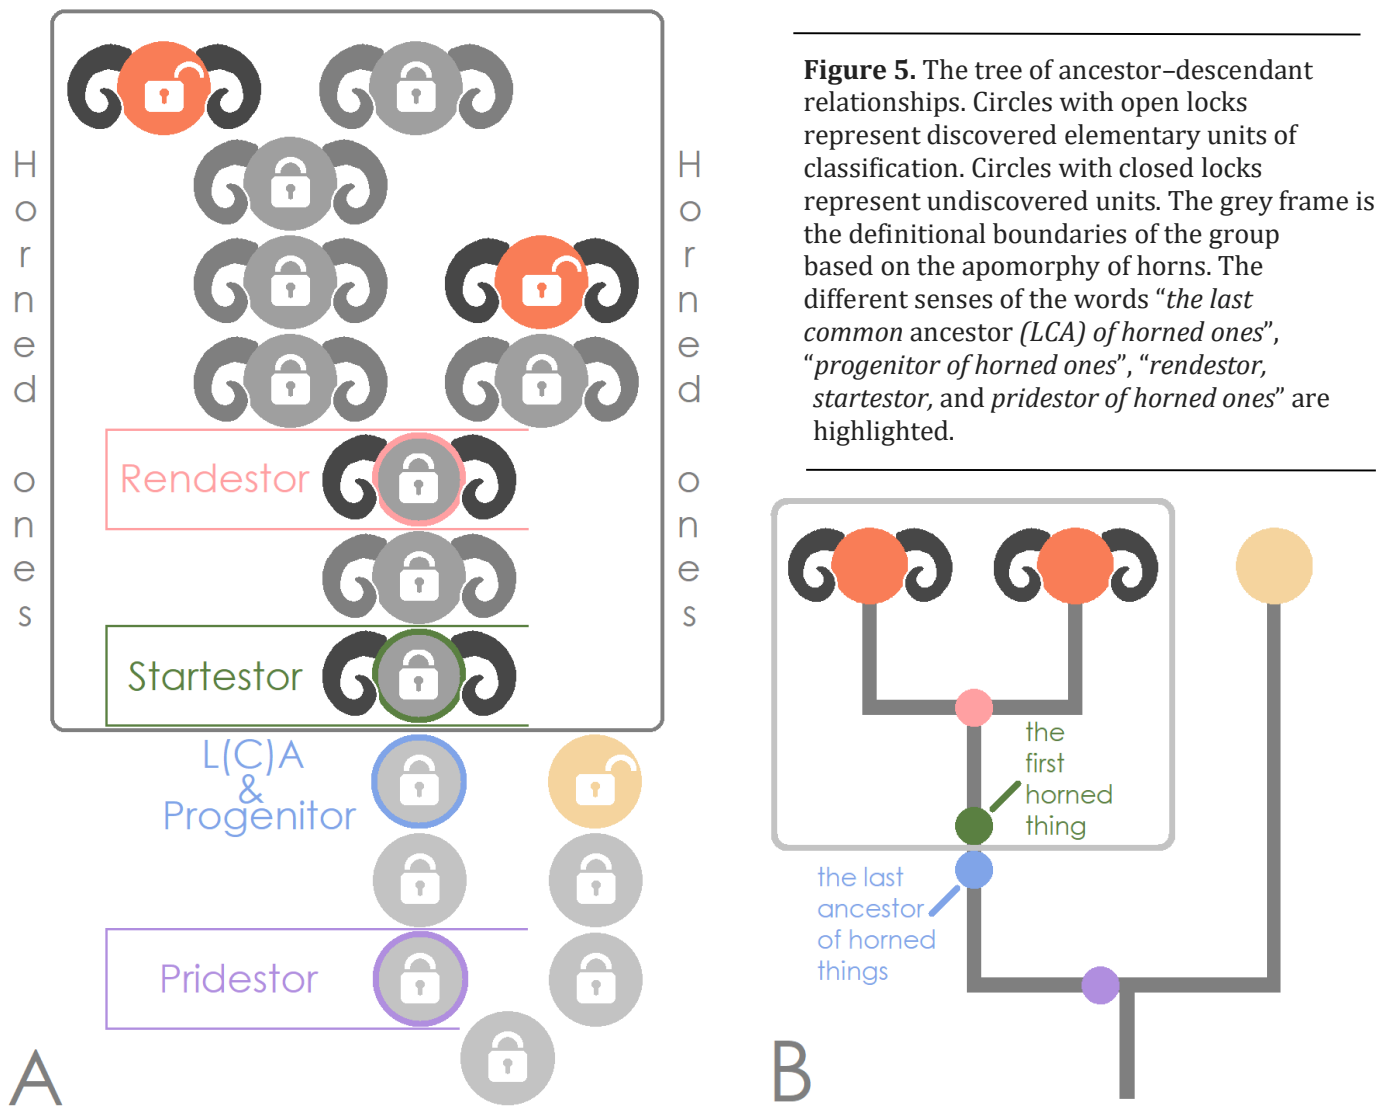 Horned ones
Horned ones
Rendestor
Startestor
L(C)A
&
Progenitor
Pridestor
A
Figure 5. The tree of ancestor–descendant
relationships. Circles with open locks
represent discovered elementary units of
classification. Circles with closed locks
represent undiscovered units. The grey frame is
the definitional boundaries of the group
based on the apomorphy of horns. The
different senses of the words “the last
common ancestor (LCA) of horned ones”,
“progenitor of horned ones”, “rendestor,
startestor, and pridestor of horned ones” are
highlighted.
the
first
horned
thing
the last
ancestor
of horned
things
B